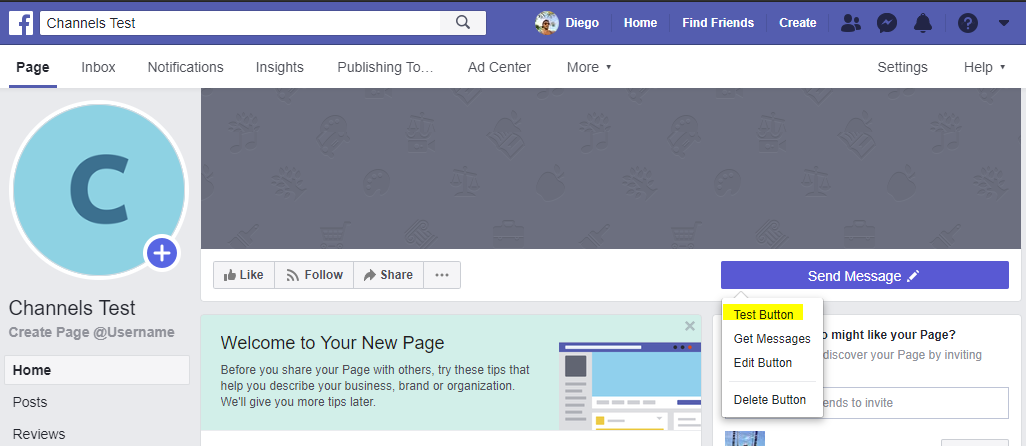 f
Channels Test
Diego
Home
Find Friends
Create
Page
Inbox
Notifications
Insights
Publishing To…
Ad Center
More
Settings
Help
C
Like
Follow
Share
Send Message
Channels Test
Create Page @Username
Home
Posts
Reviews
Welcome to Your New Page
Before you share your Page with others, try these tips that
help you describe your business, brand or organization.
We'll give you more tips later.
Test Button
Get Messages
Edit Button
Delete Button
might like your Page?
discover your Page by inviting
to invite